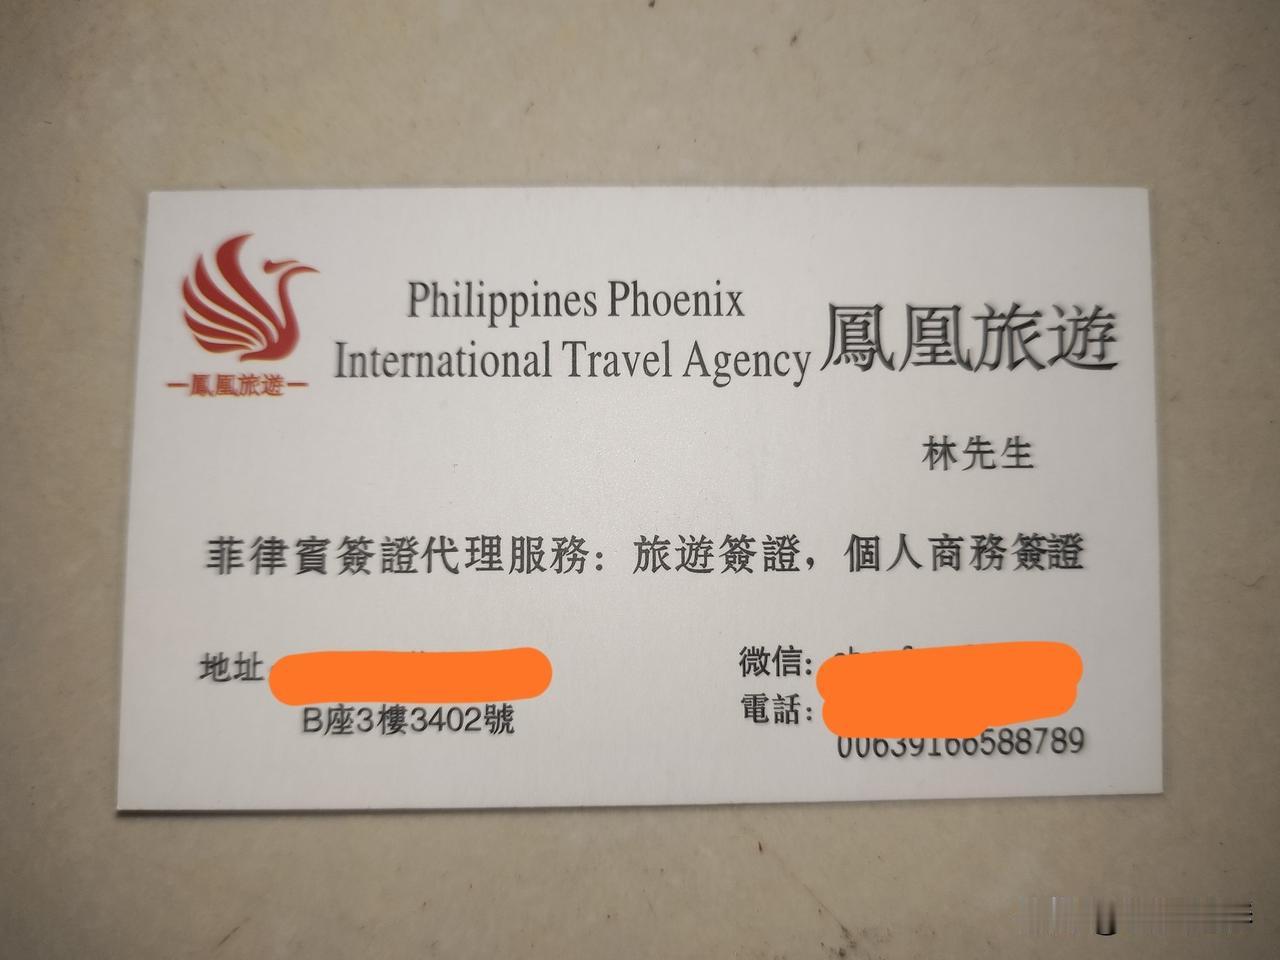 Philippines Phoenix
International Travel Agency
鳳凰旅遊
一鳳凰旅遊一
林先生
菲律賓簽證代理服務：旅遊簽證，個人商務簽證
地址
B座3樓3402號
微信：
電話：
00639166588789